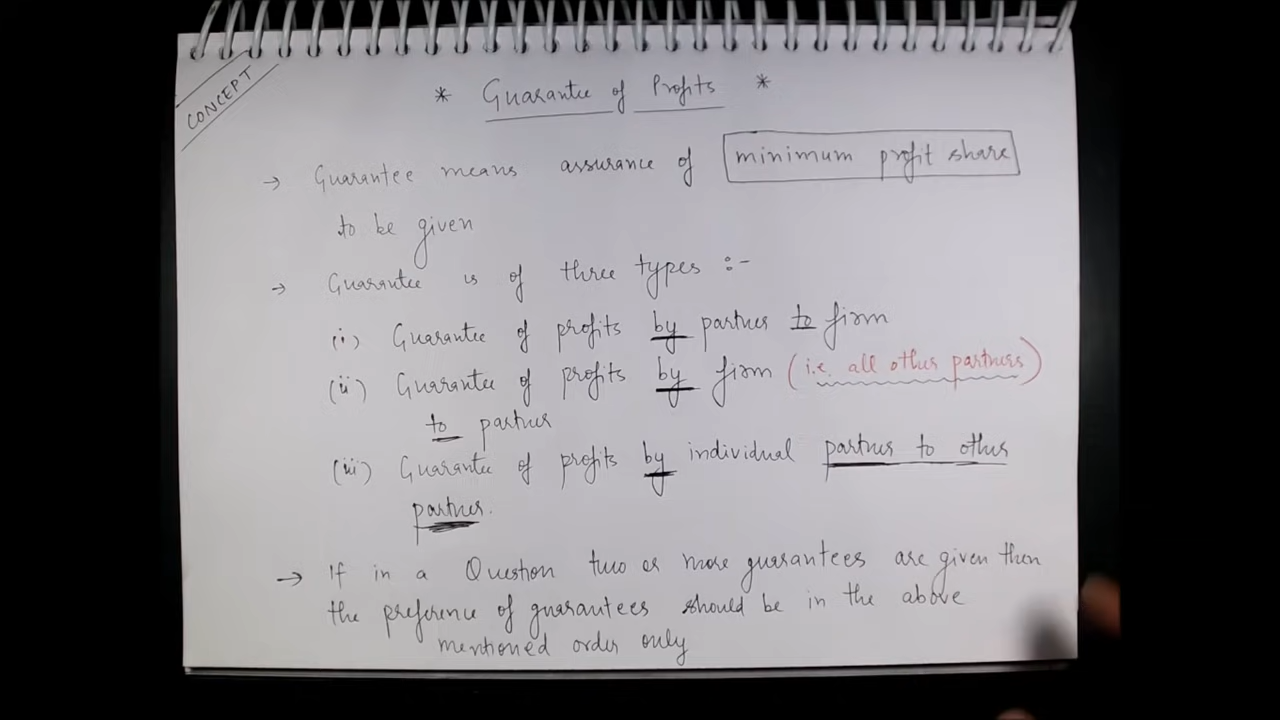 CONCEPT
* Guarantee of Profits *
→ Guarantee means assurance of minimum profit share
to be given
→ Guarantee is of three types :-
(i) Guarantee of profits by partner to firm
(ii) Guarantee of profits by firm (i.e. all other partners)
to partner
(iii) Guarantee of profits by individual partner to other
partner.
→ If in a Question two or more guarantees are given then
the preference of guarantees should be in the above
mentioned order only